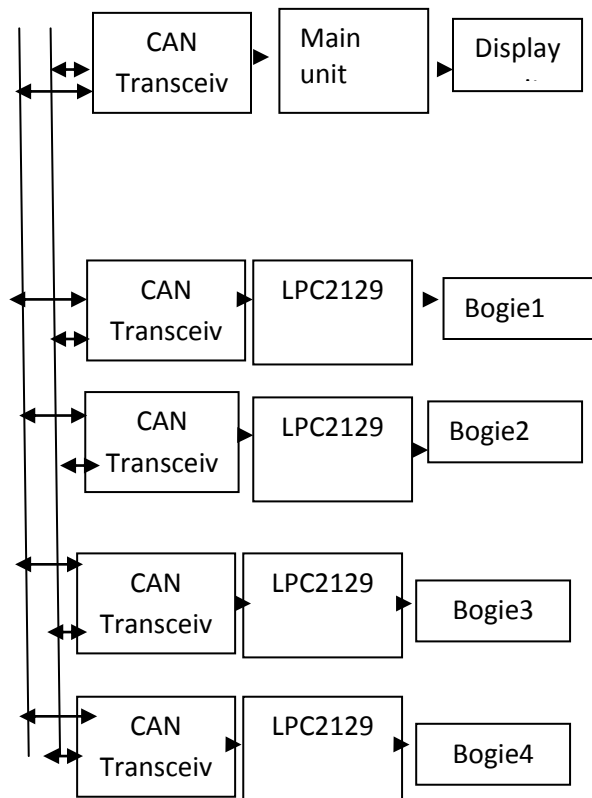 CAN
Transceiv
Main
unit
Display
CAN
Transceiv
LPC2129
Bogie1
CAN
Transceiv
LPC2129
Bogie2
CAN
Transceiv
LPC2129
Bogie3
CAN
Transceiv
LPC2129
Bogie4